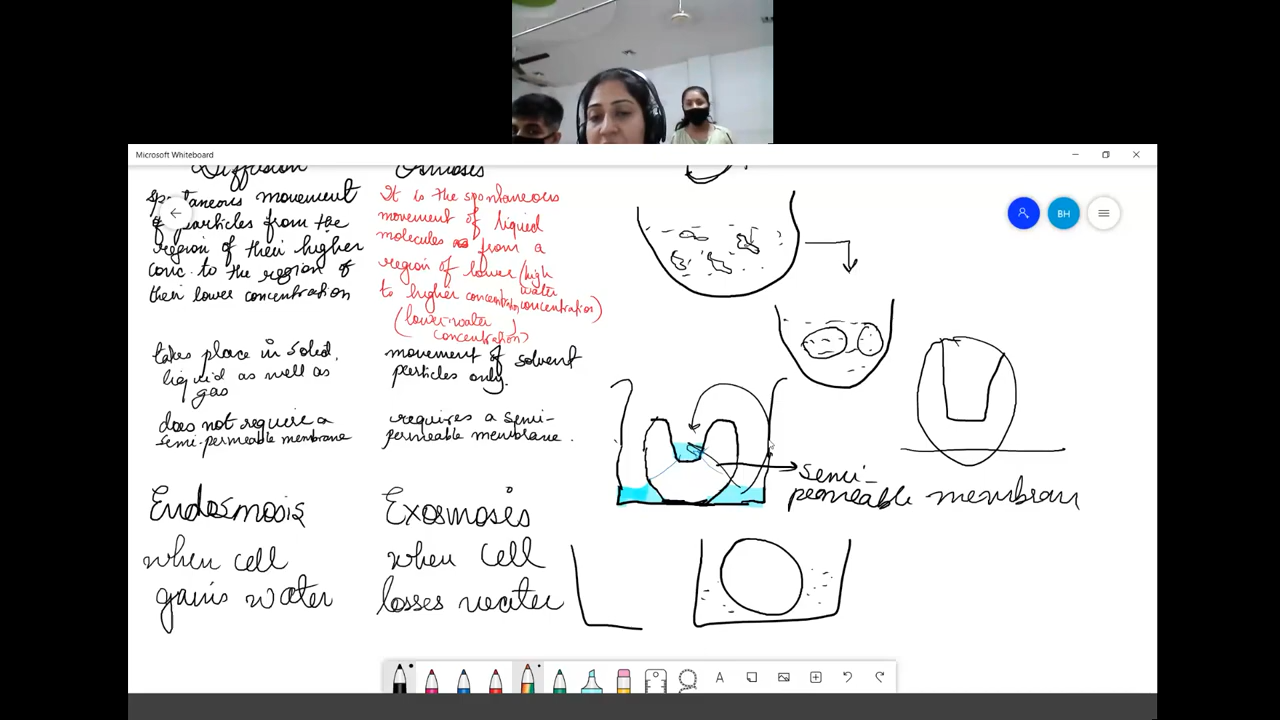 Microsoft Whiteboard
BH
Diffusion
spontaneous movement
of particles from the
region of their higher
conc. to the region of
their lower concentration
takes place in solid,
liquid as well as
gas
does not require a
semi-permeable membrane
Osmoses
It is the spontaneous
movement of liquid
molecules from a
region of lower (high
water
to higher concentration, concentration)
(lower water
concentration)
movement of solvent
particles only.
requires a semi-
permeable membrane.
Endosmosis
when cell
gains water
Exosmoses
when cell
losses water
semi-
permeable membran
A